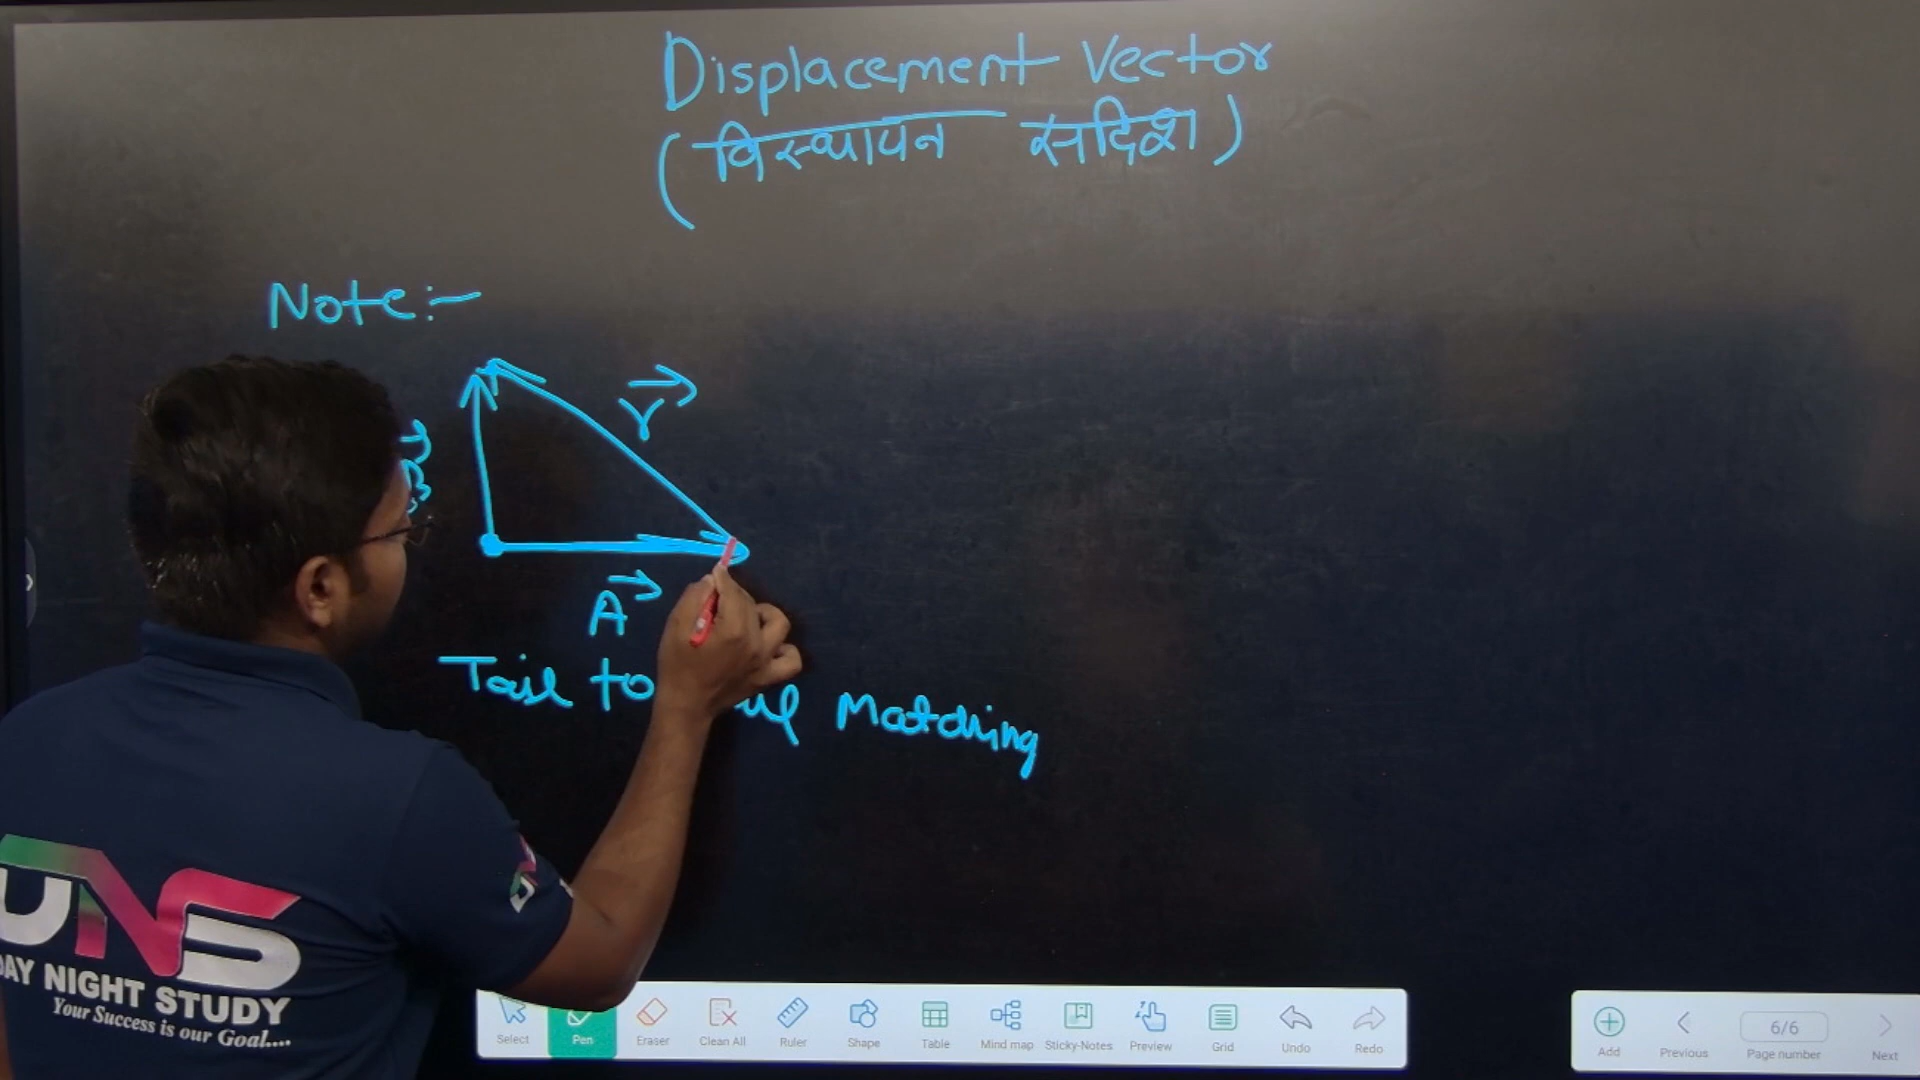 Displacement Vector
(विस्थापन सदिश)
Note:-
r
B
A
Tail to Matching
UNS
DAY NIGHT STUDY
Your Success is our Goal....
Select Pen Eraser Clean All Ruler Shape Table Mind map Sticky-Notes Preview Grid Undo Redo
Add Previous 6/6 Page number Next